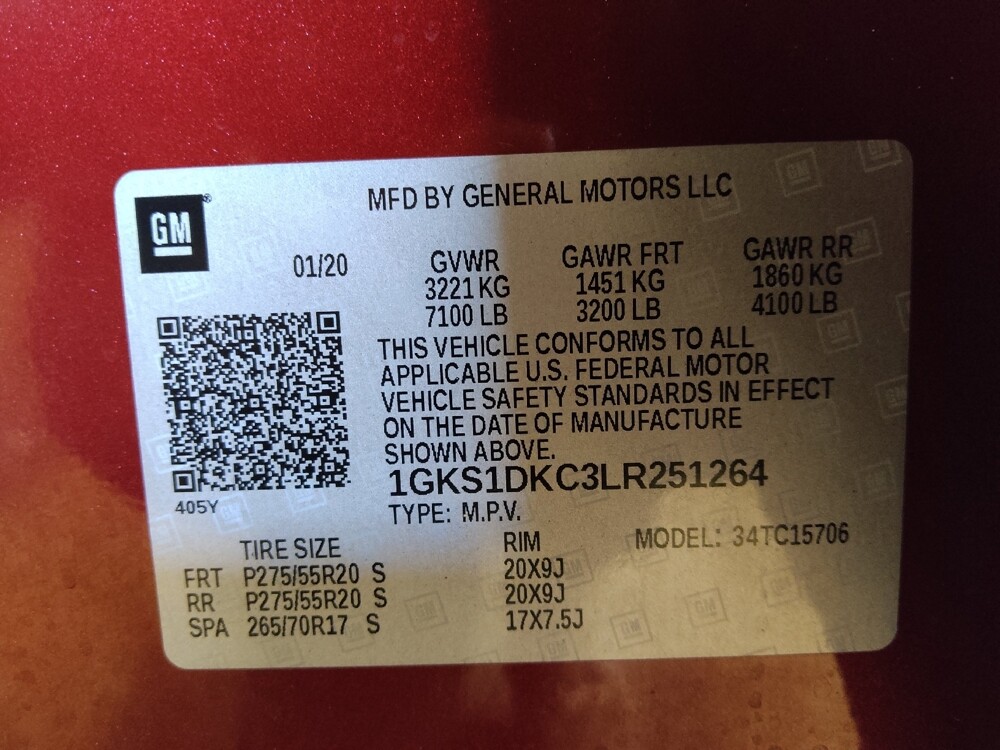 GM
MFD BY GENERAL MOTORS LLC
01/20
GVWR GAWR FRT GAWR RR
3221 KG 1451 KG 1860 KG
7100 LB 3200 LB 4100 LB
THIS VEHICLE CONFORMS TO ALL
APPLICABLE U.S. FEDERAL MOTOR
VEHICLE SAFETY STANDARDS IN EFFECT
ON THE DATE OF MANUFACTURE
SHOWN ABOVE.
1GKS1DKC3LR251264
405Y
TYPE: M.P.V.
MODEL: 34TC15706
TIRE SIZE RIM
FRT P275/55R20 S 20X9J
RR P275/55R20 S 20X9J
SPA 265/70R17 S 17X7.5J